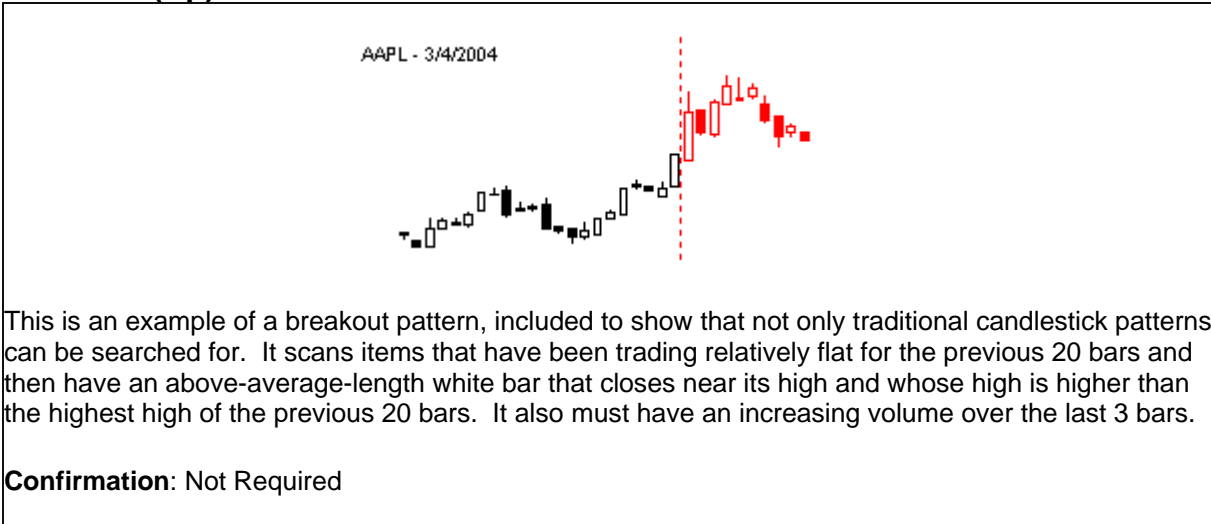 AAPL - 3/4/2004
This is an example of a breakout pattern, included to show that not only traditional candlestick patterns
can be searched for.  It scans items that have been trading relatively flat for the previous 20 bars and
then have an above-average-length white bar that closes near its high and whose high is higher than
the highest high of the previous 20 bars.  It also must have an increasing volume over the last 3 bars.
Confirmation: Not Required